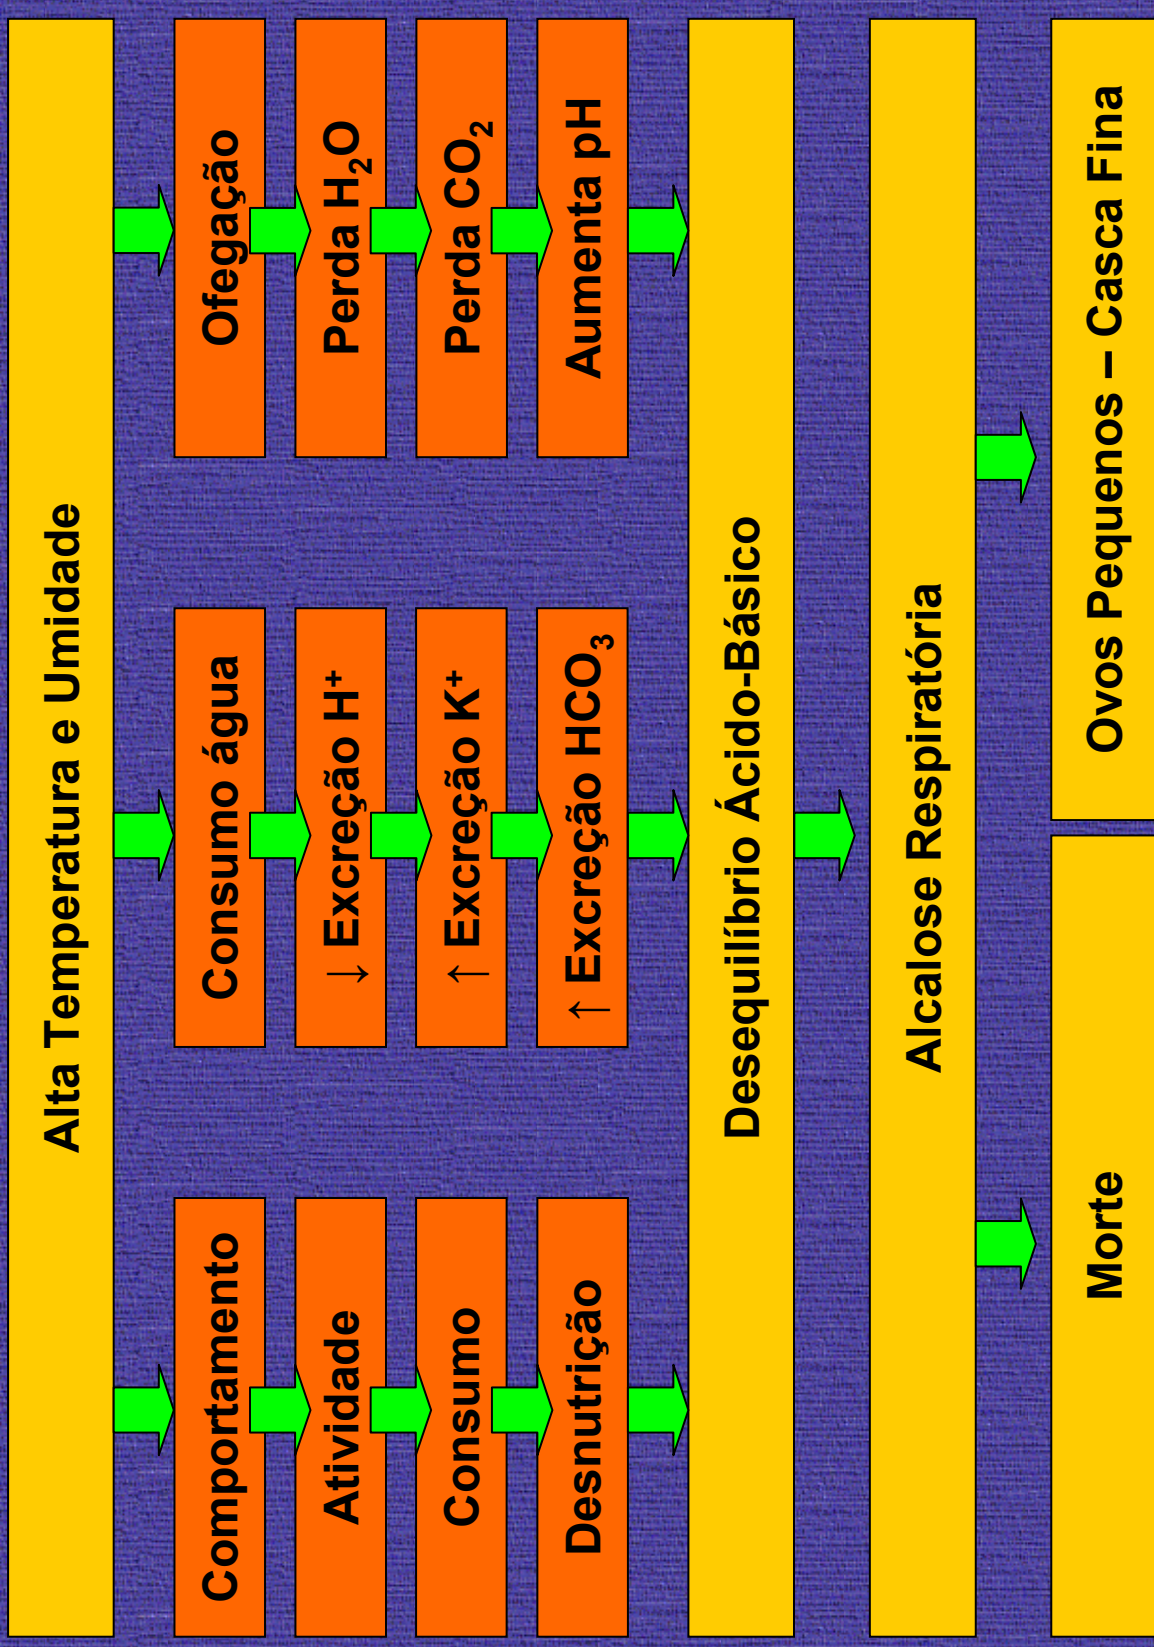 Alta Temperatura e Umidade
Comportamento
Atividade
Consumo
Desnutrição
Consumo água
↓ Excreção H⁺
↑ Excreção K⁺
↑ Excreção HCO₃
Ofegação
Perda H₂O
Perda CO₂
Aumenta pH
Desequilíbrio Ácido-Básico
Alcalose Respiratória
Morte
Ovos Pequenos – Casca Fina